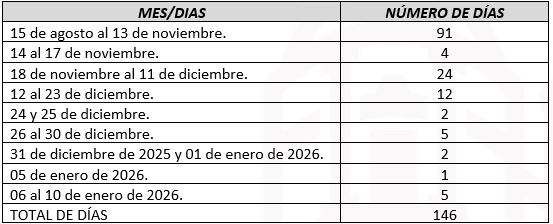 MES/DIAS NÚMERO DE DÍAS
15 de agosto al 13 de noviembre. 91
14 al 17 de noviembre. 4
18 de noviembre al 11 de diciembre. 24
12 al 23 de diciembre. 12
24 y 25 de diciembre. 2
26 al 30 de diciembre. 5
31 de diciembre de 2025 y 01 de enero de 2026. 2
05 de enero de 2026. 1
06 al 10 de enero de 2026. 5
TOTAL DE DÍAS 146